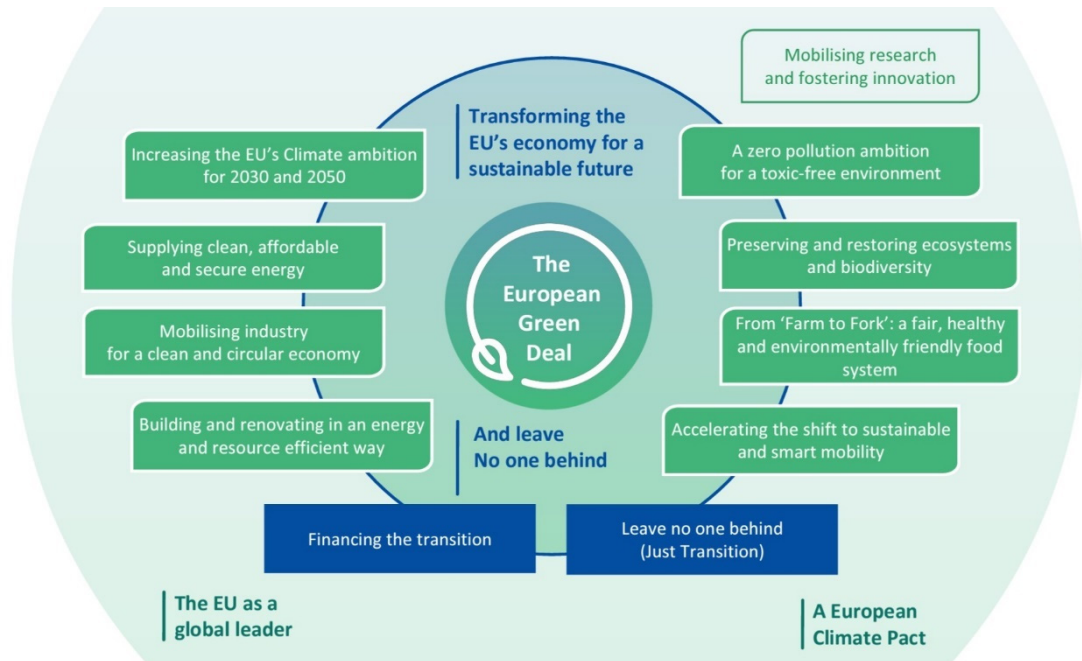 Mobilising research
and fostering innovation
Transforming the
EU's economy for a
sustainable future
Increasing the EU’s Climate ambition
for 2030 and 2050
A zero pollution ambition
for a toxic-free environment
Supplying clean, affordable
and secure energy
Preserving and restoring ecosystems
and biodiversity
The
European
Green
Deal
Mobilising industry
for a clean and circular economy
From ‘Farm to Fork’: a fair, healthy
and environmentally friendly food
system
Building and renovating in an energy
and resource efficient way
Accelerating the shift to sustainable
and smart mobility
And leave
No one behind
Financing the transition
Leave no one behind
(Just Transition)
The EU as a
global leader
A European
Climate Pact